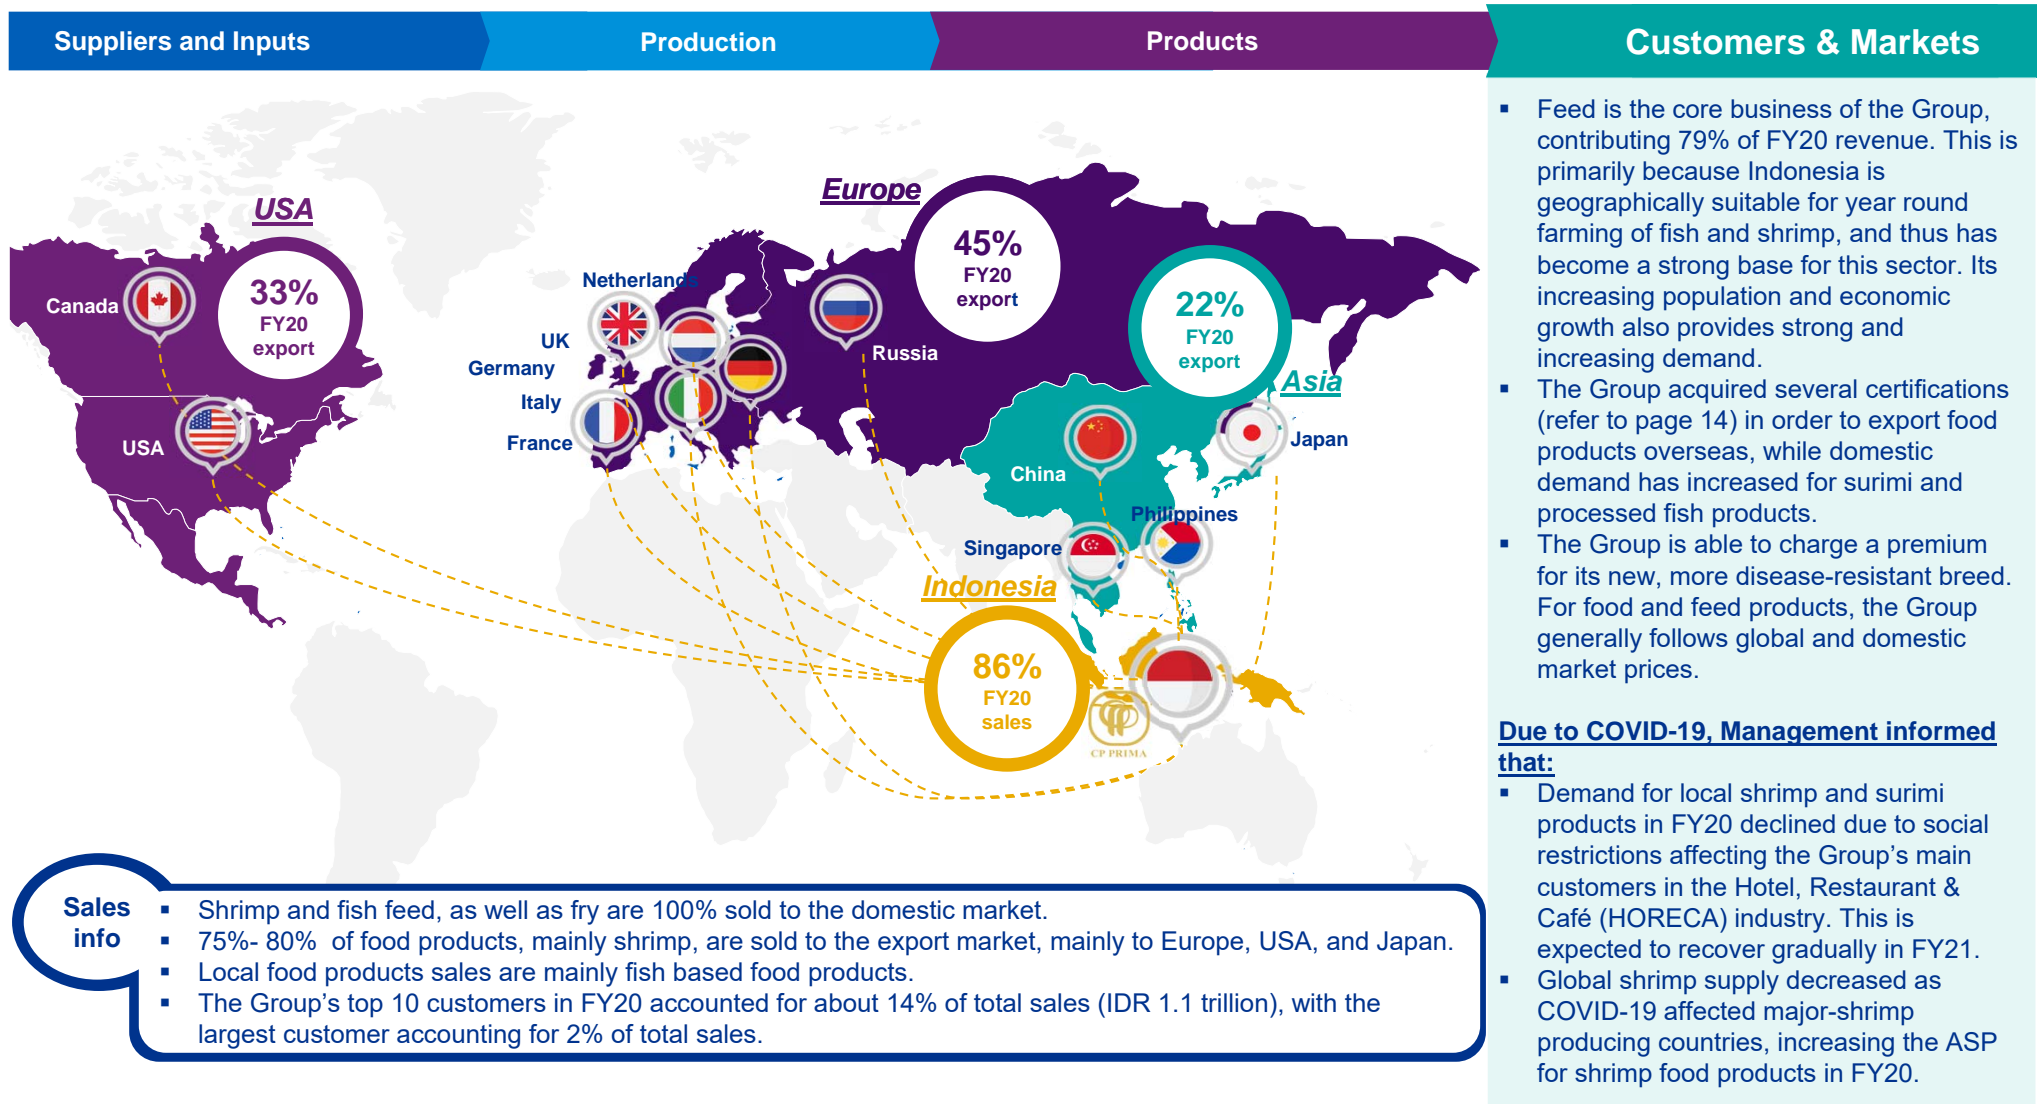 Suppliers and Inputs
Production
Products
Customers & Markets
USA
33%
FY20
export
Canada
USA
Europe
45%
FY20
export
Netherlands
UK
Germany
Italy
France
Russia
22%
FY20
export
Asia
China
Japan
Philippines
Singapore
Indonesia
86%
FY20
sales
CP PRIMA
▪ Feed is the core business of the Group,
contributing 79% of FY20 revenue. This is
primarily because Indonesia is
geographically suitable for year round
farming of fish and shrimp, and thus has
become a strong base for this sector. Its
increasing population and economic
growth also provides strong and
increasing demand.
▪ The Group acquired several certifications
(refer to page 14) in order to export food
products overseas, while domestic
demand has increased for surimi and
processed fish products.
▪ The Group is able to charge a premium
for its new, more disease-resistant breed.
For food and feed products, the Group
generally follows global and domestic
market prices.
Due to COVID-19, Management informed
that:
▪ Demand for local shrimp and surimi
products in FY20 declined due to social
restrictions affecting the Group's main
customers in the Hotel, Restaurant &
Café (HORECA) industry. This is
expected to recover gradually in FY21.
▪ Global shrimp supply decreased as
COVID-19 affected major-shrimp
producing countries, increasing the ASP
for shrimp food products in FY20.
Sales
info
▪ Shrimp and fish feed, as well as fry are 100% sold to the domestic market.
▪ 75%- 80% of food products, mainly shrimp, are sold to the export market, mainly to Europe, USA, and Japan.
▪ Local food products sales are mainly fish based food products.
▪ The Group's top 10 customers in FY20 accounted for about 14% of total sales (IDR 1.1 trillion), with the
largest customer accounting for 2% of total sales.